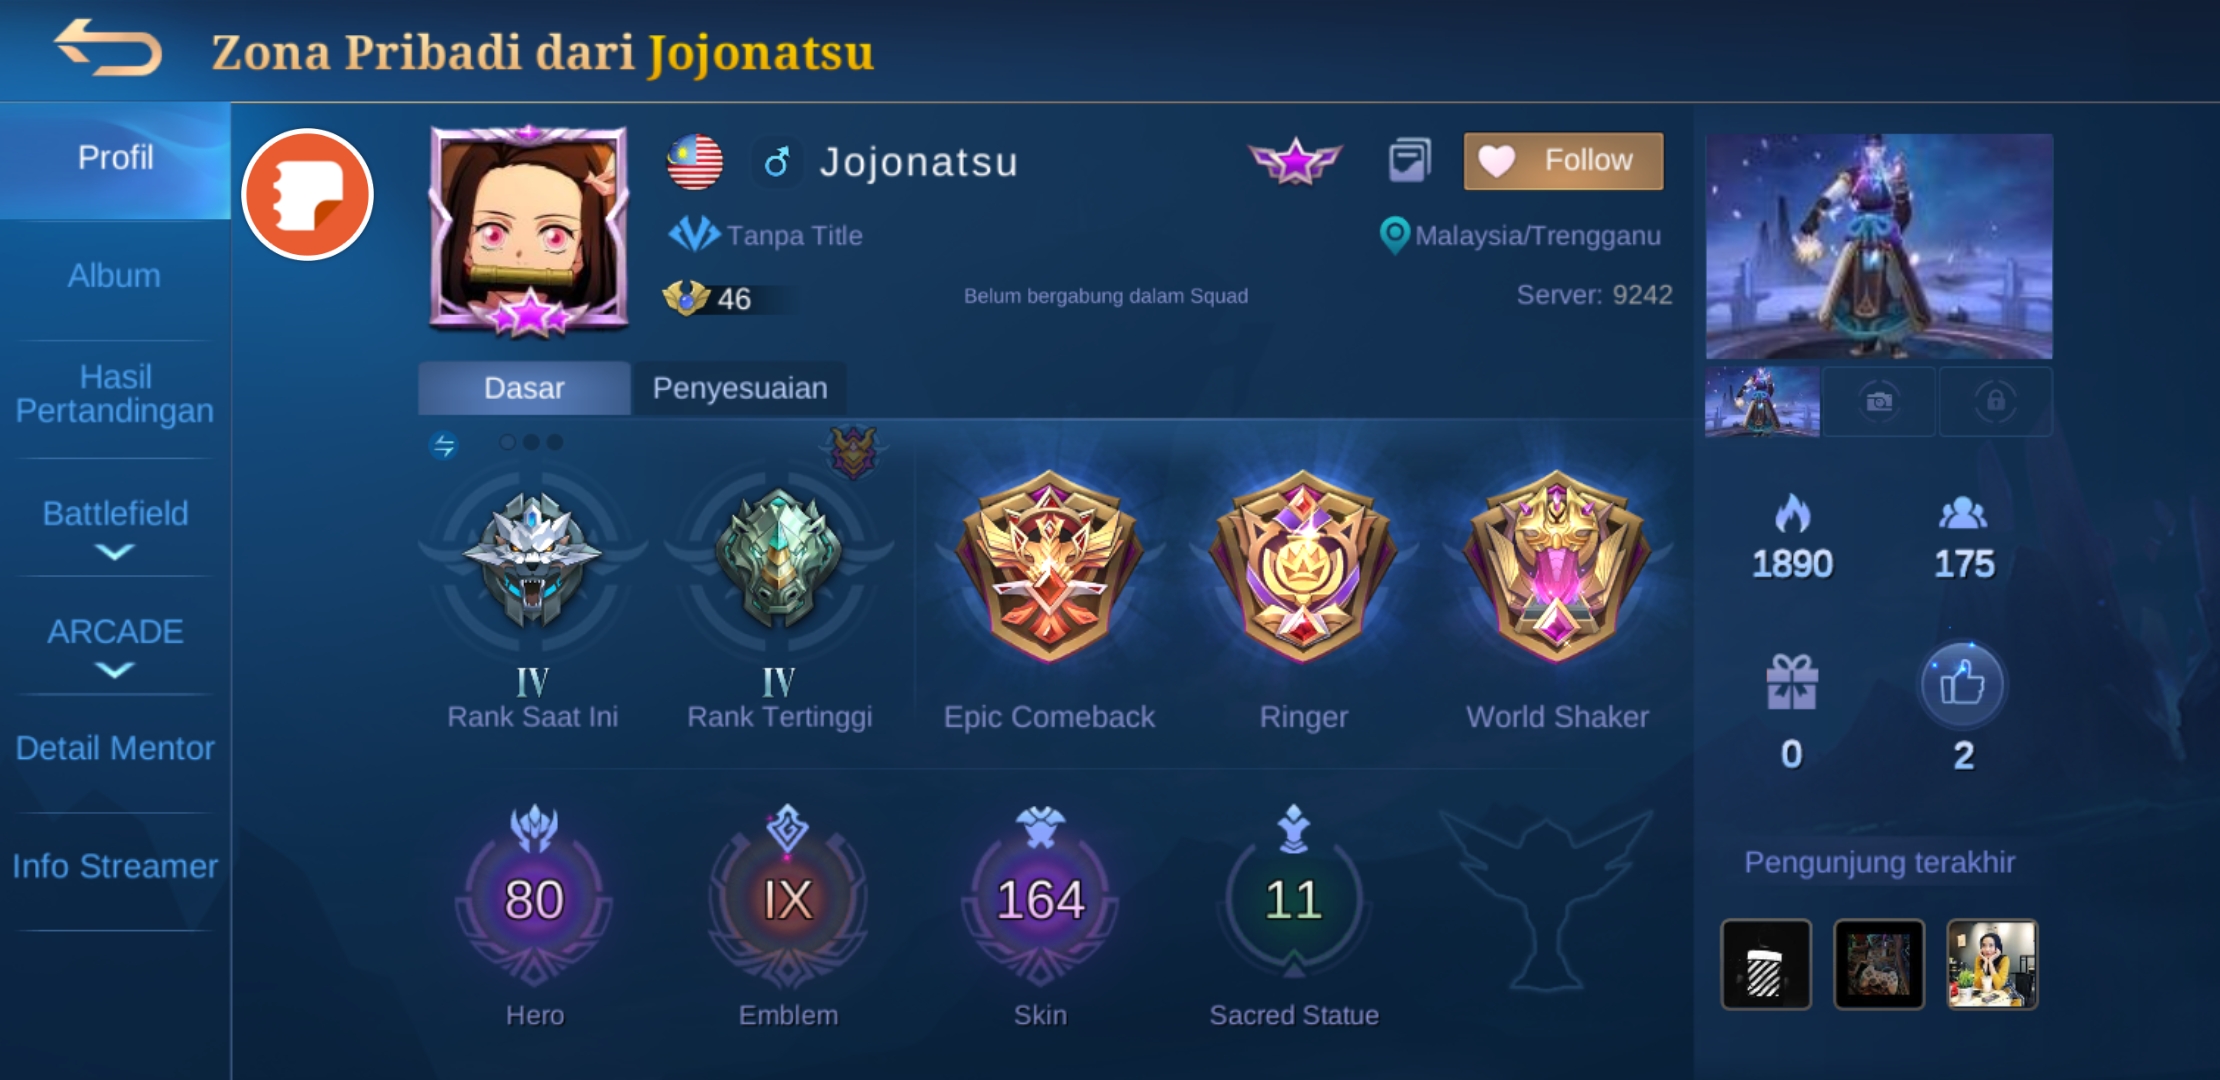 Zona Pribadi dari Jojonatsu
Profil
Album
Hasil
Pertandingan
Battlefield
ARCADE
Detail Mentor
Info Streamer
Jojonatsu
Follow
Tanpa Title
Malaysia/Trengganu
46
Belum bergabung dalam Squad
Server: 9242
Dasar
Penyesuaian
IV
IV
Rank Saat Ini
Rank Tertinggi
Epic Comeback
Ringer
World Shaker
80
IX
164
11
Hero
Emblem
Skin
Sacred Statue
1890
175
0
2
Pengunjung terakhir